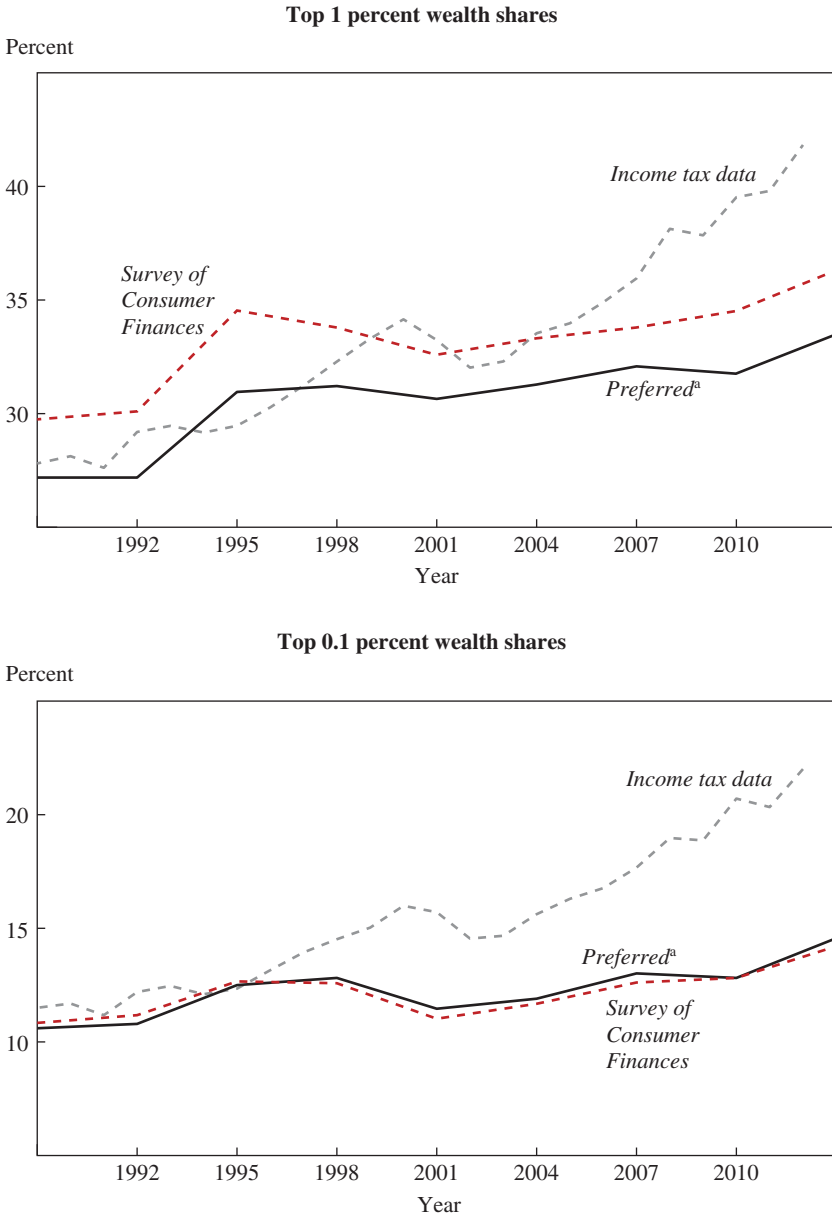 Top 1 percent wealth shares
Percent
Income tax data
40
Survey of
Consumer
Finances
35
Preferredª
30
1992 1995 1998 2001 2004 2007 2010
Year
Top 0.1 percent wealth shares
Percent
Income tax data
20
15
Preferredª
Survey of
Consumer
Finances
10
1992 1995 1998 2001 2004 2007 2010
Year